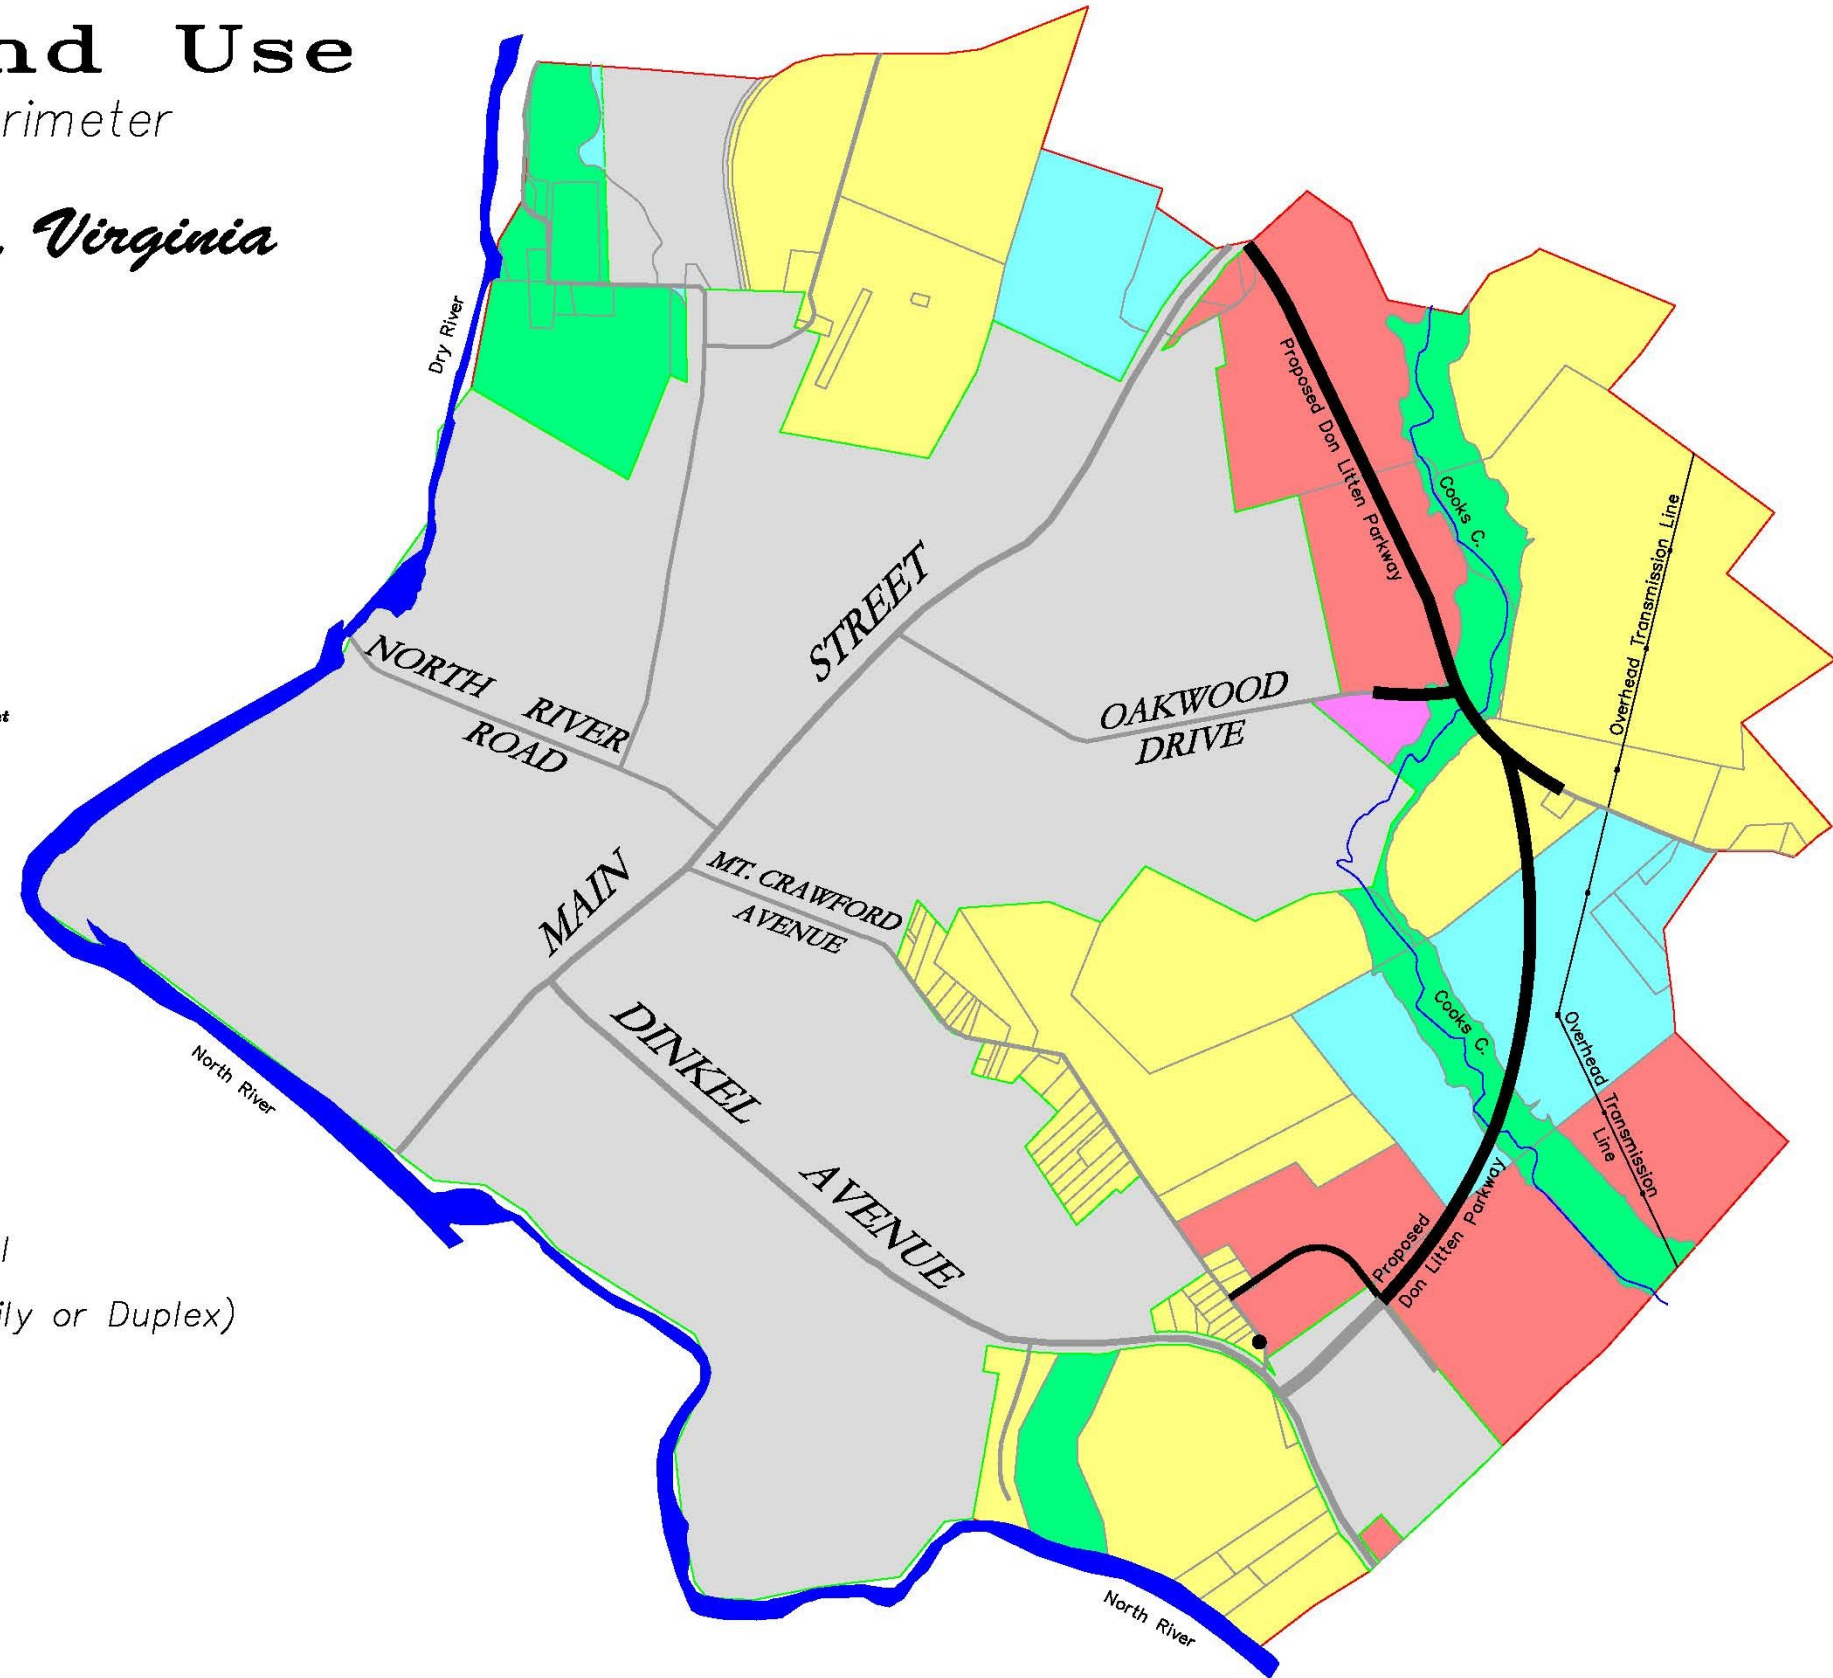 nd Use
rimeter
. Virginia
Dry River
Proposed Don Litten Parkway
Cooks C.
Overhead Transmission Line
STREET
NORTH RIVER
ROAD
OAKWOOD
DRIVE
MAIN
MT. CRAWFORD
AVENUE
DINKEL
AVENUE
Cooks C.
Overhead Transmission
Line
North River
Proposed
Don Litten Parkway
l
ily or Duplex)
North River